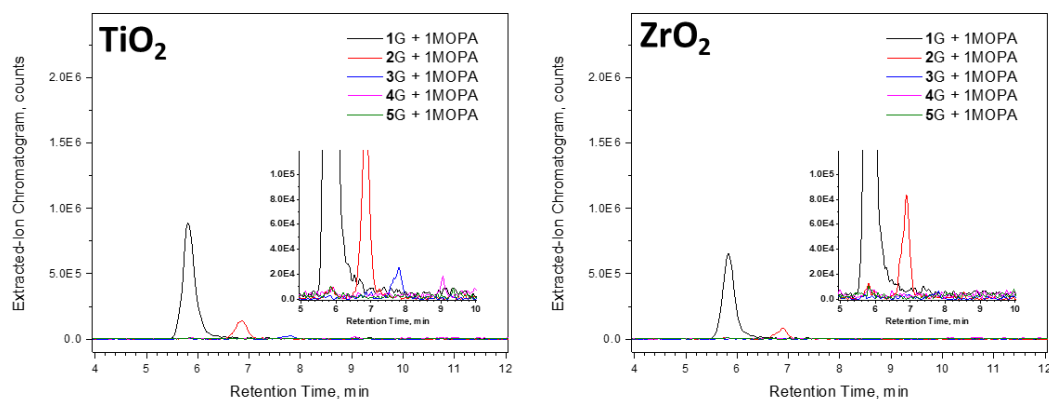 TiO2
1G + 1MOPA
2G + 1MOPA
3G + 1MOPA
4G + 1MOPA
5G + 1MOPA
Extracted-Ion Chromatogram, counts
2.0E6
1.5E6
1.0E6
5.0E5
0.0
1.0E5
8.0E4
6.0E4
4.0E4
2.0E4
0.0
5 6 7 8 9 10
Retention Time, min
4 5 6 7 8 9 10 11 12
Retention Time, min
ZrO2
1G + 1MOPA
2G + 1MOPA
3G + 1MOPA
4G + 1MOPA
5G + 1MOPA
Extracted-Ion Chromatogram, counts
2.0E6
1.5E6
1.0E6
5.0E5
0.0
1.0E5
8.0E4
6.0E4
4.0E4
2.0E4
0.0
5 6 7 8 9 10
Retention Time, min
4 5 6 7 8 9 10 11 12
Retention Time, min